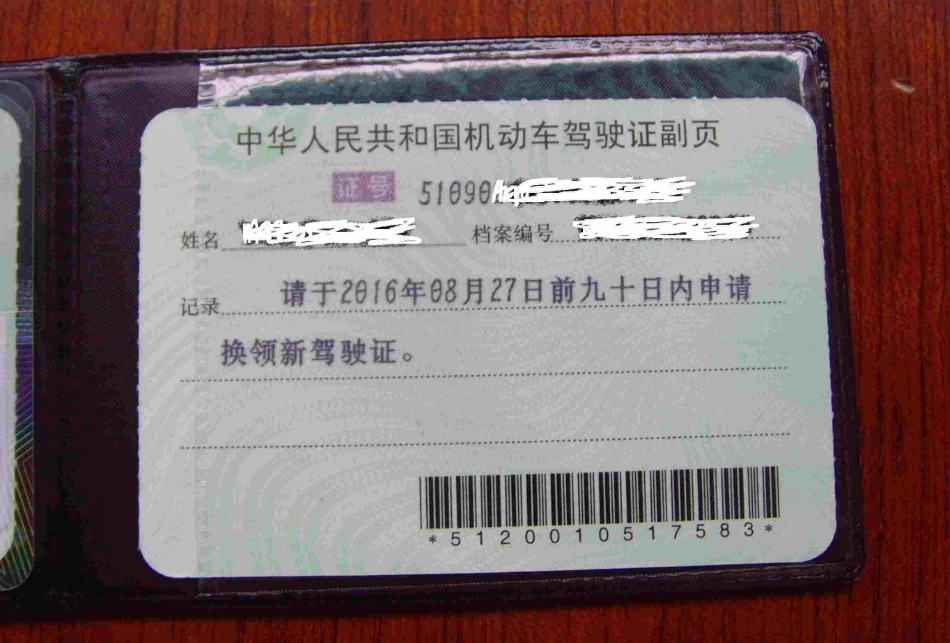 中华人民共和国机动车驾驶证副页
证号 51090
姓名 档案编号
记录 请于2016年08月27日前九十日内申请
换领新驾驶证。
*5120010517583*